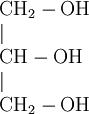 CH₂ − OH
|
CH − OH
|
CH₂ − OH